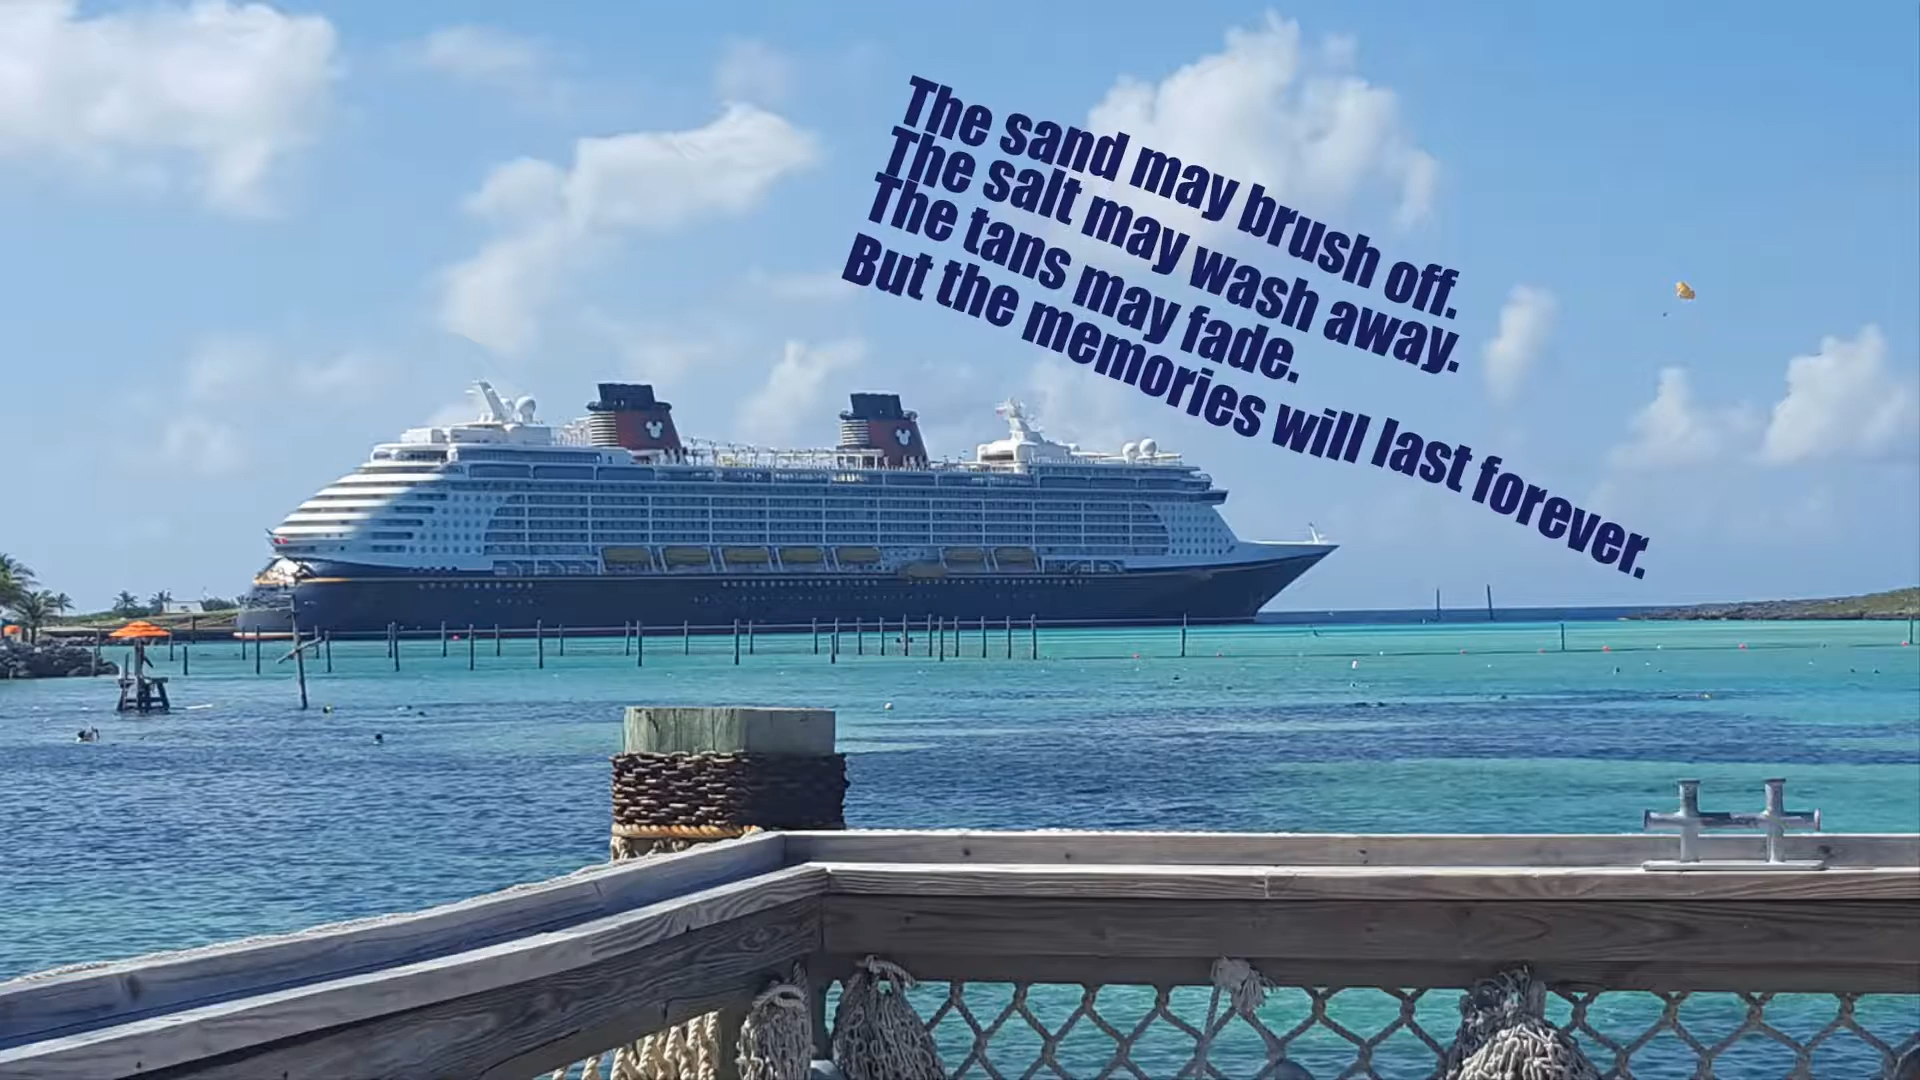 The sand may brush off.
The salt may wash away.
The tans may fade.
But the memories will last forever.